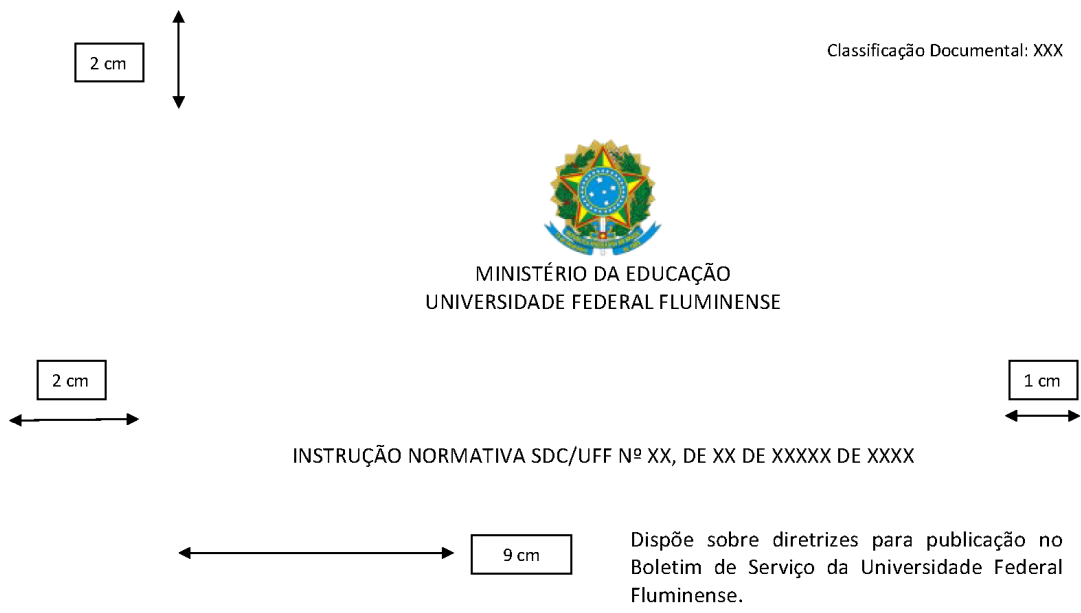 2 cm
Classificação Documental: XXX
MINISTÉRIO DA EDUCAÇÃO
UNIVERSIDADE FEDERAL FLUMINENSE
2 cm
1 cm
INSTRUÇÃO NORMATIVA SDC/UFF Nº XX, DE XX DE XXXXX DE XXXX
9 cm
Dispõe sobre diretrizes para publicação no
Boletim de Serviço da Universidade Federal
Fluminense.